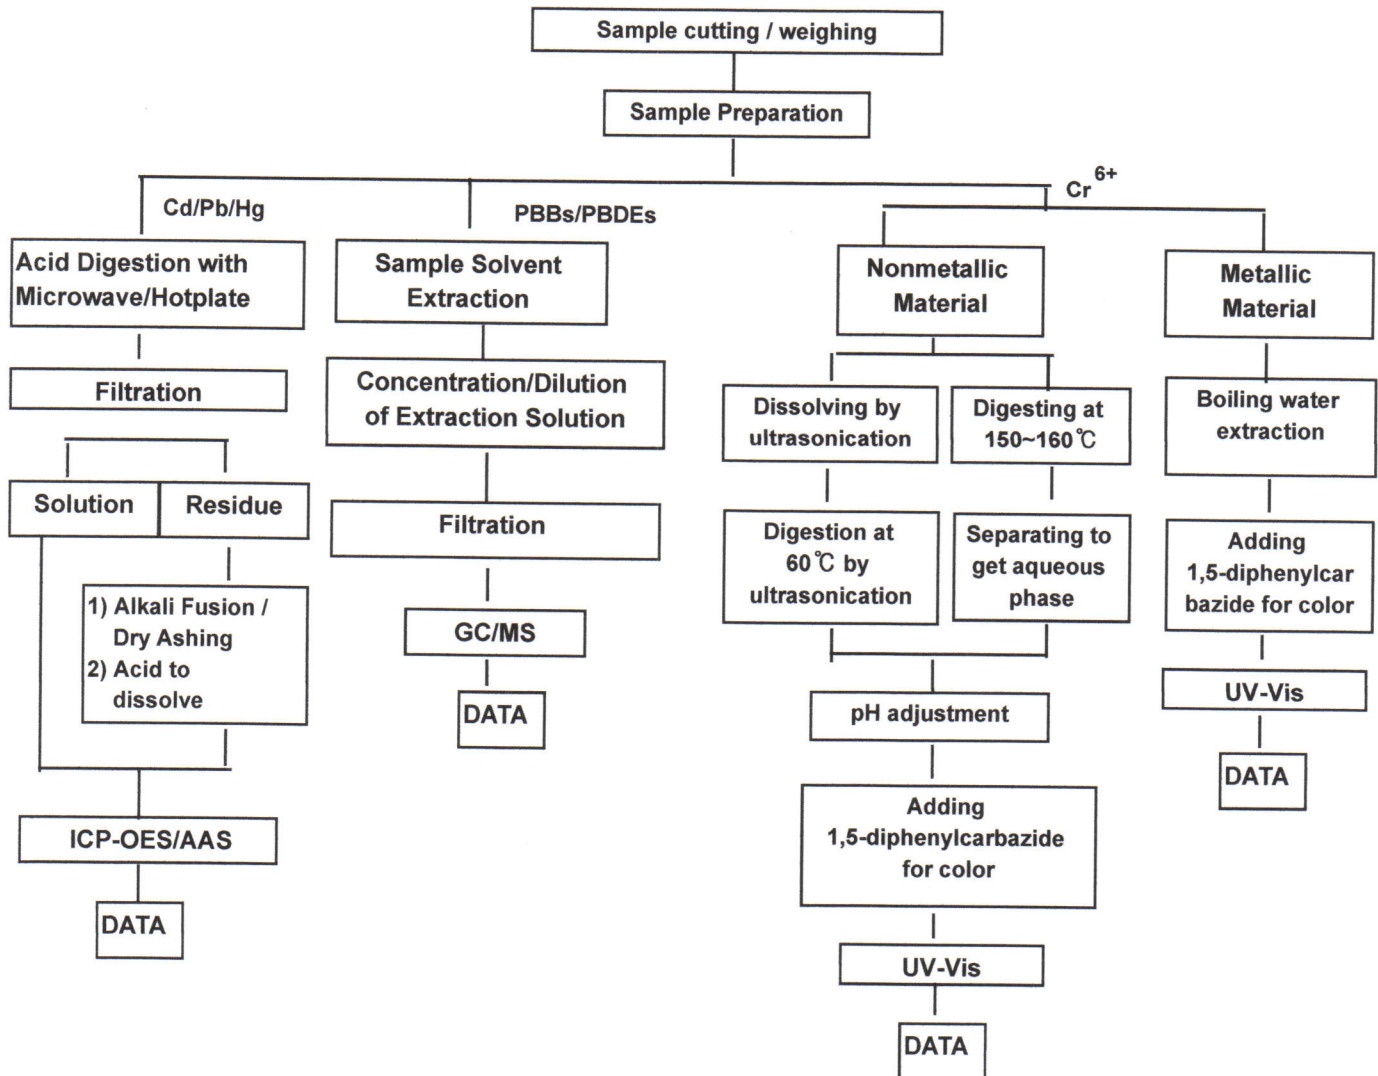 Sample cutting / weighing
Sample Preparation
Cd/Pb/Hg
PBBs/PBDEs
Cr6+
Acid Digestion with
Microwave/Hotplate
Filtration
Solution
Residue
1) Alkali Fusion /
Dry Ashing
2) Acid to
dissolve
ICP-OES/AAS
DATA
Sample Solvent
Extraction
Concentration/Dilution
of Extraction Solution
Filtration
GC/MS
DATA
Nonmetallic
Material
Dissolving by
ultrasonication
Digestion at
60℃ by
ultrasonication
Digesting at
150~160℃
Separating to
get aqueous
phase
pH adjustment
Adding
1,5-diphenylcarbazide
for color
UV-Vis
DATA
Metallic
Material
Boiling water
extraction
Adding
1,5-diphenylcar
bazide for color
UV-Vis
DATA